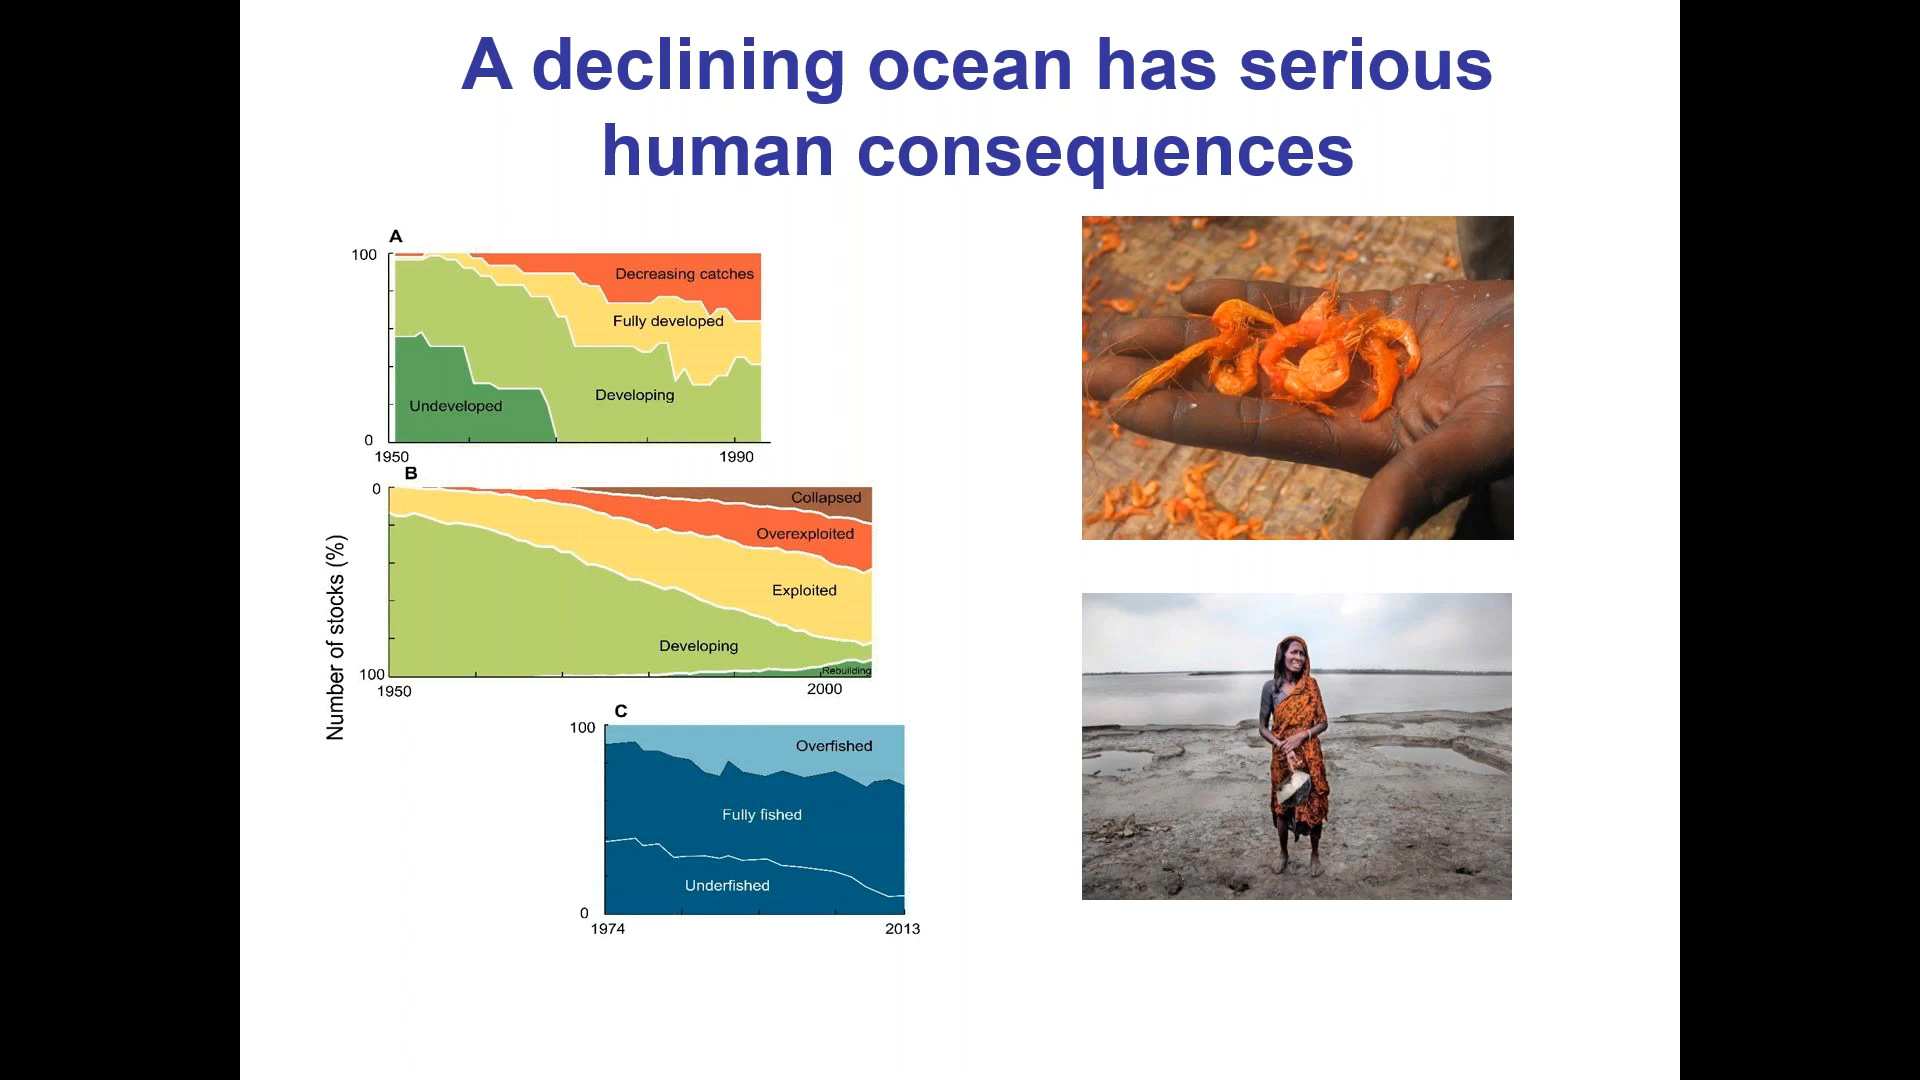 A declining ocean has serious
human consequences
A
100
Decreasing catches
Fully developed
Developing
Undeveloped
0
1950
1990
B
0
Collapsed
Overexploited
Exploited
Developing
Rebuilding
100
1950
2000
Number of stocks (%)
C
100
Overfished
Fully fished
Underfished
0
1974
2013